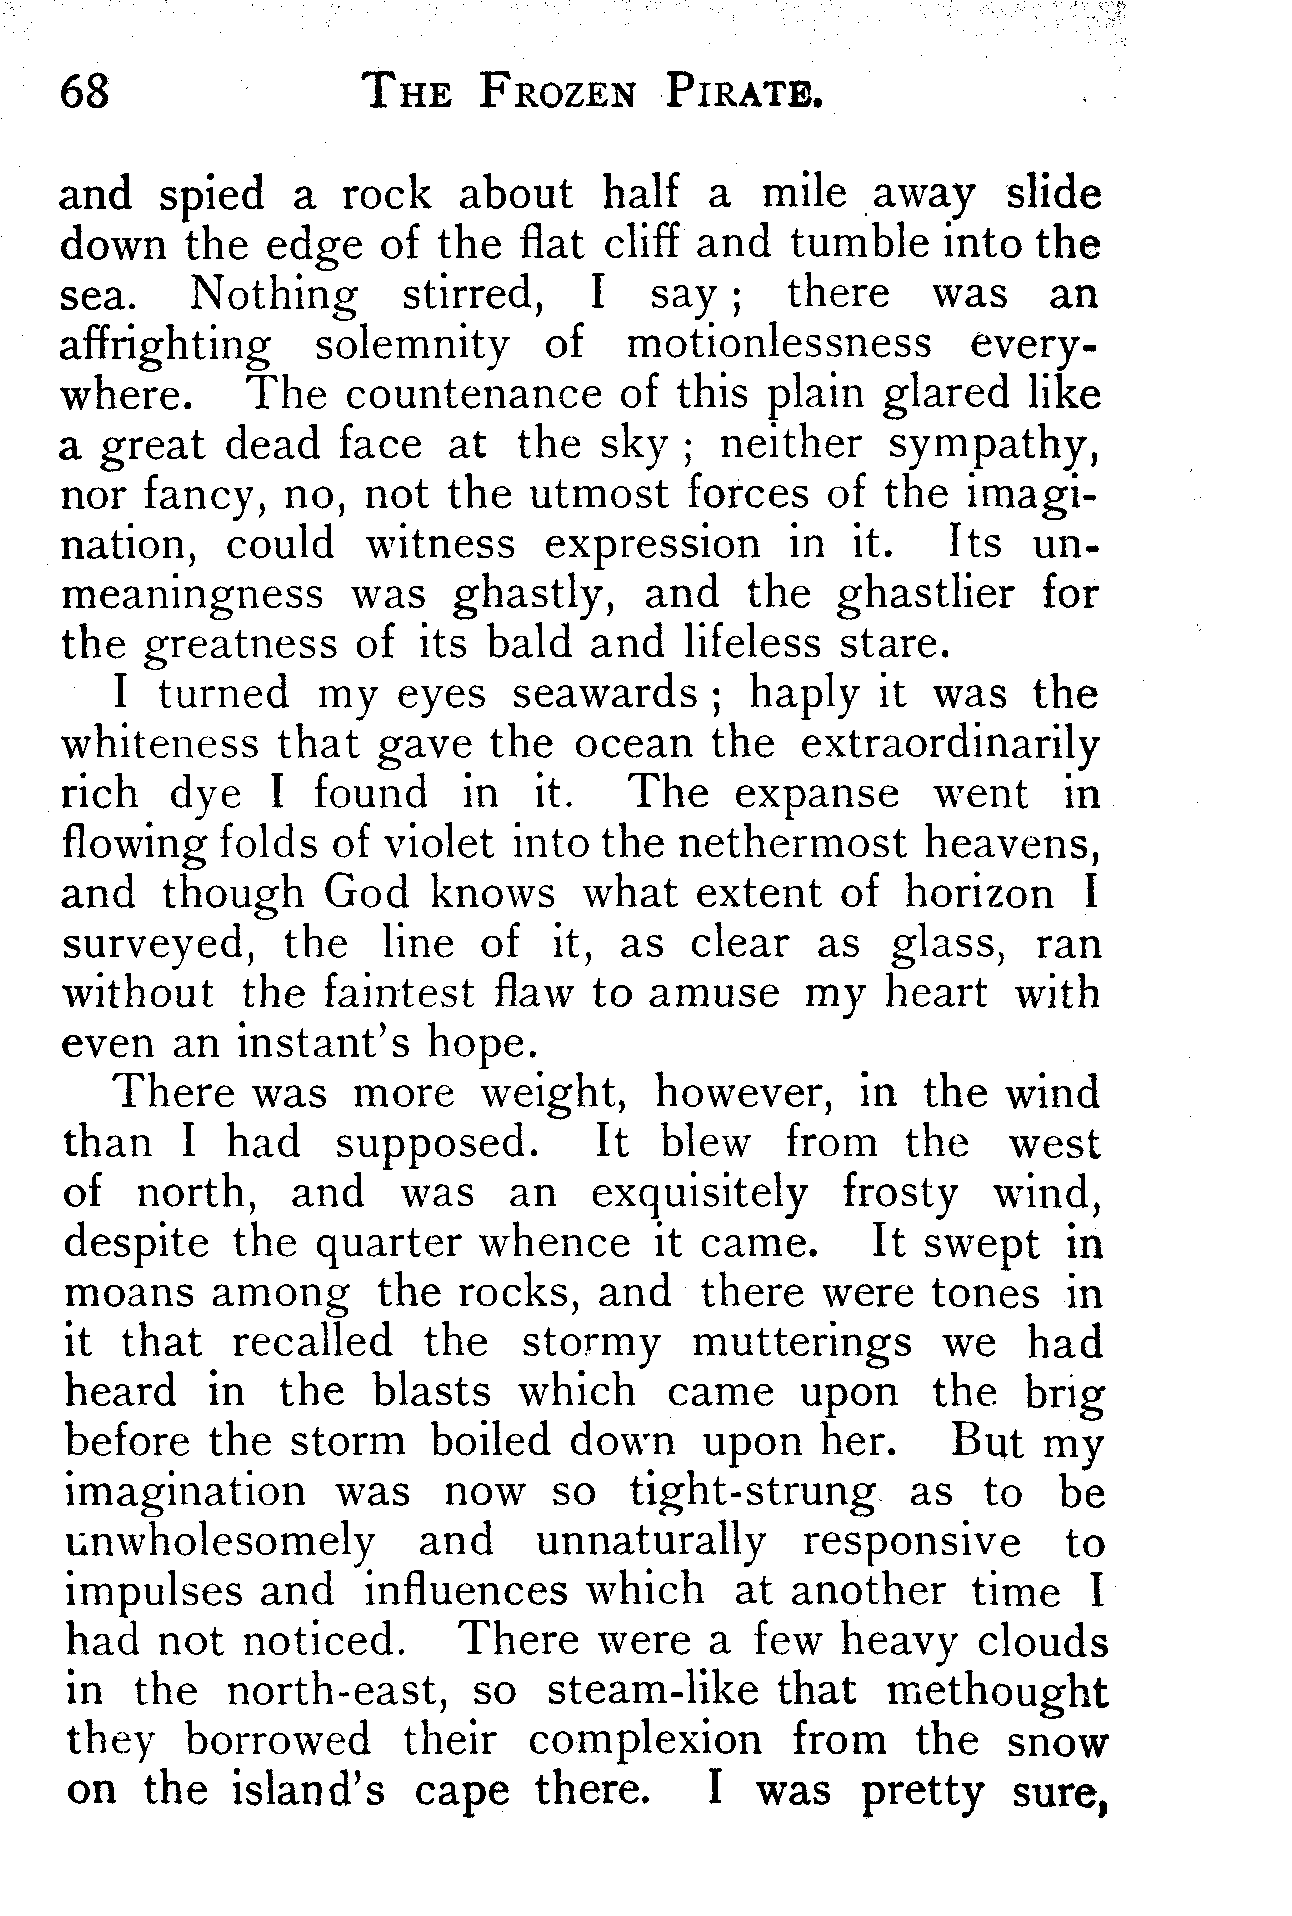 68 THE FROZEN PIRATE.
and spied a rock about half a mile away slide
down the edge of the flat cliff and tumble into the
sea. Nothing stirred, I say ; there was an
affrighting solemnity of motionlessness every-
where. The countenance of this plain glared like
a great dead face at the sky ; neither sympathy,
nor fancy, no, not the utmost forces of the imagi-
nation, could witness expression in it. Its un-
meaningness was ghastly, and the ghastlier for
the greatness of its bald and lifeless stare.
I turned my eyes seawards ; haply it was the
whiteness that gave the ocean the extraordinarily
rich dye I found in it. The expanse went in
flowing folds of violet into the nethermost heavens,
and though God knows what extent of horizon I
surveyed, the line of it, as clear as glass, ran
without the faintest flaw to amuse my heart with
even an instant's hope.
There was more weight, however, in the wind
than I had supposed. It blew from the west
of north, and was an exquisitely frosty wind,
despite the quarter whence it came. It swept in
moans among the rocks, and there were tones in
it that recalled the stormy mutterings we had
heard in the blasts which came upon the brig
before the storm boiled down upon her. But my
imagination was now so tight-strung as to be
unwholesomely and unnaturally responsive to
impulses and influences which at another time I
had not noticed. There were a few heavy clouds
in the north-east, so steam-like that methought
they borrowed their complexion from the snow
on the island's cape there. I was pretty sure,